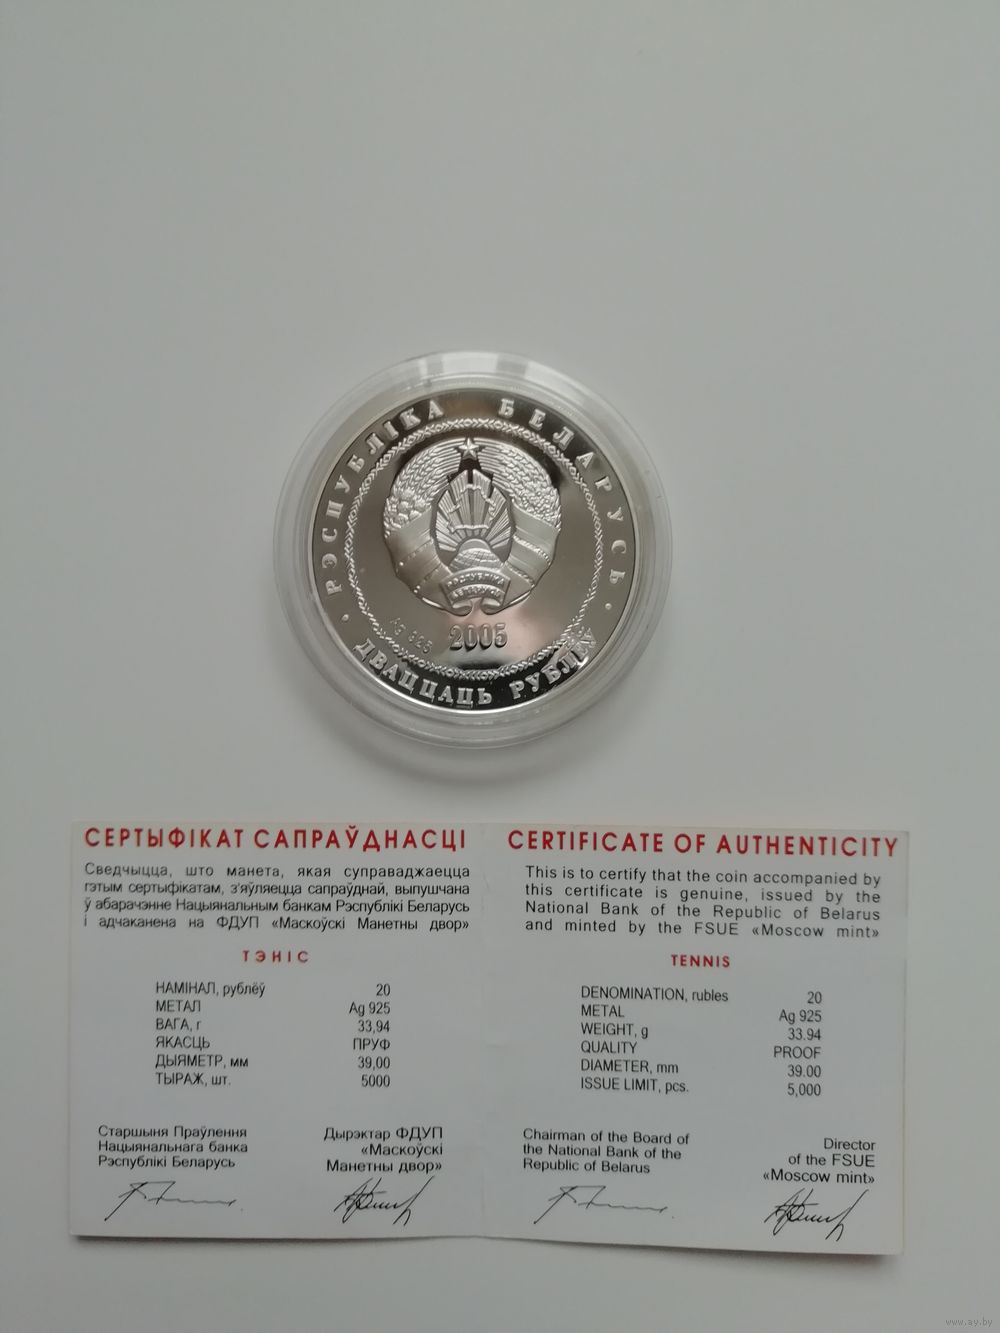 РЭСПУБЛІКА БЕЛАРУСЬ
РЭСПУБЛІКА
БЕЛАРУСЬ
Ag 925
2005
ДВАЦЦАЦЬ РУБЛЁЎ
СЕРТЫФІКАТ САПРАЎДНАСЦІ
Сведчыцца, што манета, якая суправаджаецца
гэтым сертыфікатам, з'яўляецца сапраўднай, выпушчана
ў абарачэнне Нацыянальным банкам Рэспублікі Беларусь
і адчаканена на ФДУП «Маскоўскі Манетны двор»
ТЭНІС
НАМІНАЛ, рублёў 20
МЕТАЛ Ag 925
ВАГА, г 33,94
ЯКАСЦЬ ПРУФ
ДЫЯМЕТР, мм 39,00
ТЫРАЖ, шт. 5000
Старшыня Праўлення
Нацыянальнага банка
Рэспублікі Беларусь
Дырэктар ФДУП
«Маскоўскі
Манетны двор»
CERTIFICATE OF AUTHENTICITY
This is to certify that the coin accompanied by
this certificate is genuine, issued by the
National Bank of the Republic of Belarus
and minted by the FSUE «Moscow mint»
TENNIS
DENOMINATION, rubles 20
METAL Ag 925
WEIGHT, g 33.94
QUALITY PROOF
DIAMETER, mm 39.00
ISSUE LIMIT, pcs. 5,000
Chairman of the Board of
the National Bank of the
Republic of Belarus
Director
of the FSUE
«Moscow mint»
www.ay.by